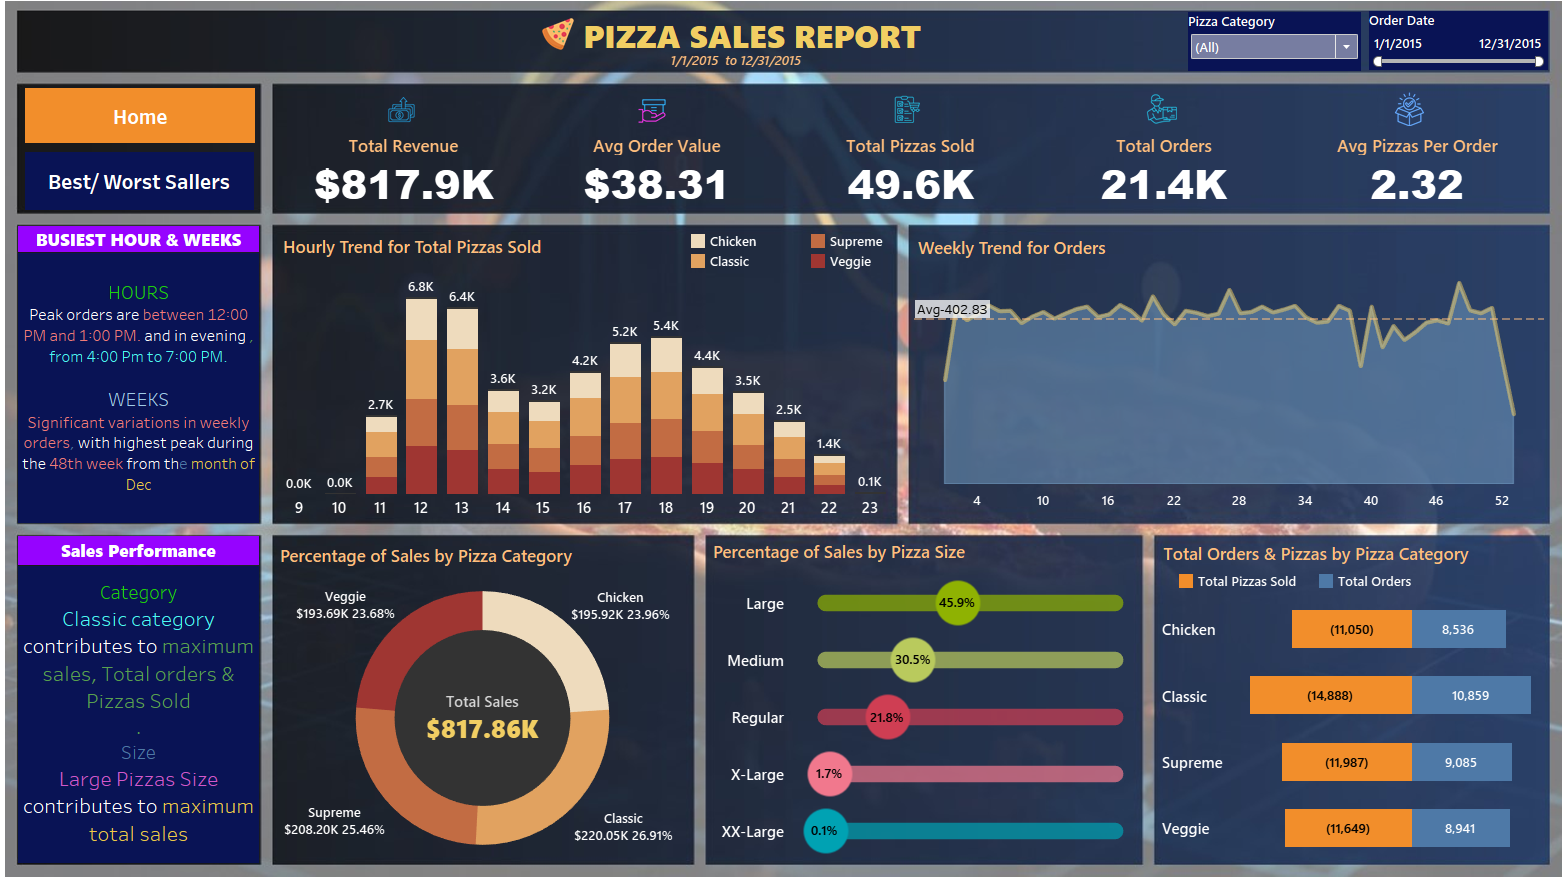 PIZZA SALES REPORT
1/1/2015 to 12/31/2015
Pizza Category
(All)
Order Date
1/1/2015 12/31/2015
Home
Best/ Worst Sallers
Total Revenue
$817.9K
Avg Order Value
$38.31
Total Pizzas Sold
49.6K
Total Orders
21.4K
Avg Pizzas Per Order
2.32
BUSIEST HOUR & WEEKS
HOURS
Peak orders are between 12:00
PM and 1:00 PM. and in evening ,
from 4:00 Pm to 7:00 PM.
WEEKS
Significant variations in weekly
orders, with highest peak during
the 48th week from the month of
Dec
Hourly Trend for Total Pizzas Sold
Chicken Supreme
Classic Veggie
0.0K 0.0K 2.7K 6.8K 6.4K 3.6K 3.2K 4.2K 5.2K 5.4K 4.4K 3.5K 2.5K 1.4K 0.1K
9 10 11 12 13 14 15 16 17 18 19 20 21 22 23
Weekly Trend for Orders
Avg-402.83
4 10 16 22 28 34 40 46 52
Sales Performance
Category
Classic category
contributes to maximum
sales, Total orders &
Pizzas Sold
.
Size
Large Pizzas Size
contributes to maximum
total sales
Percentage of Sales by Pizza Category
Veggie
$193.69K 23.68%
Chicken
$195.92K 23.96%
Total Sales
$817.86K
Supreme
$208.20K 25.46%
Classic
$220.05K 26.91%
Percentage of Sales by Pizza Size
Large 45.9%
Medium 30.5%
Regular 21.8%
X-Large 1.7%
XX-Large 0.1%
Total Orders & Pizzas by Pizza Category
Total Pizzas Sold Total Orders
Chicken (11,050) 8,536
Classic (14,888) 10,859
Supreme (11,987) 9,085
Veggie (11,649) 8,941